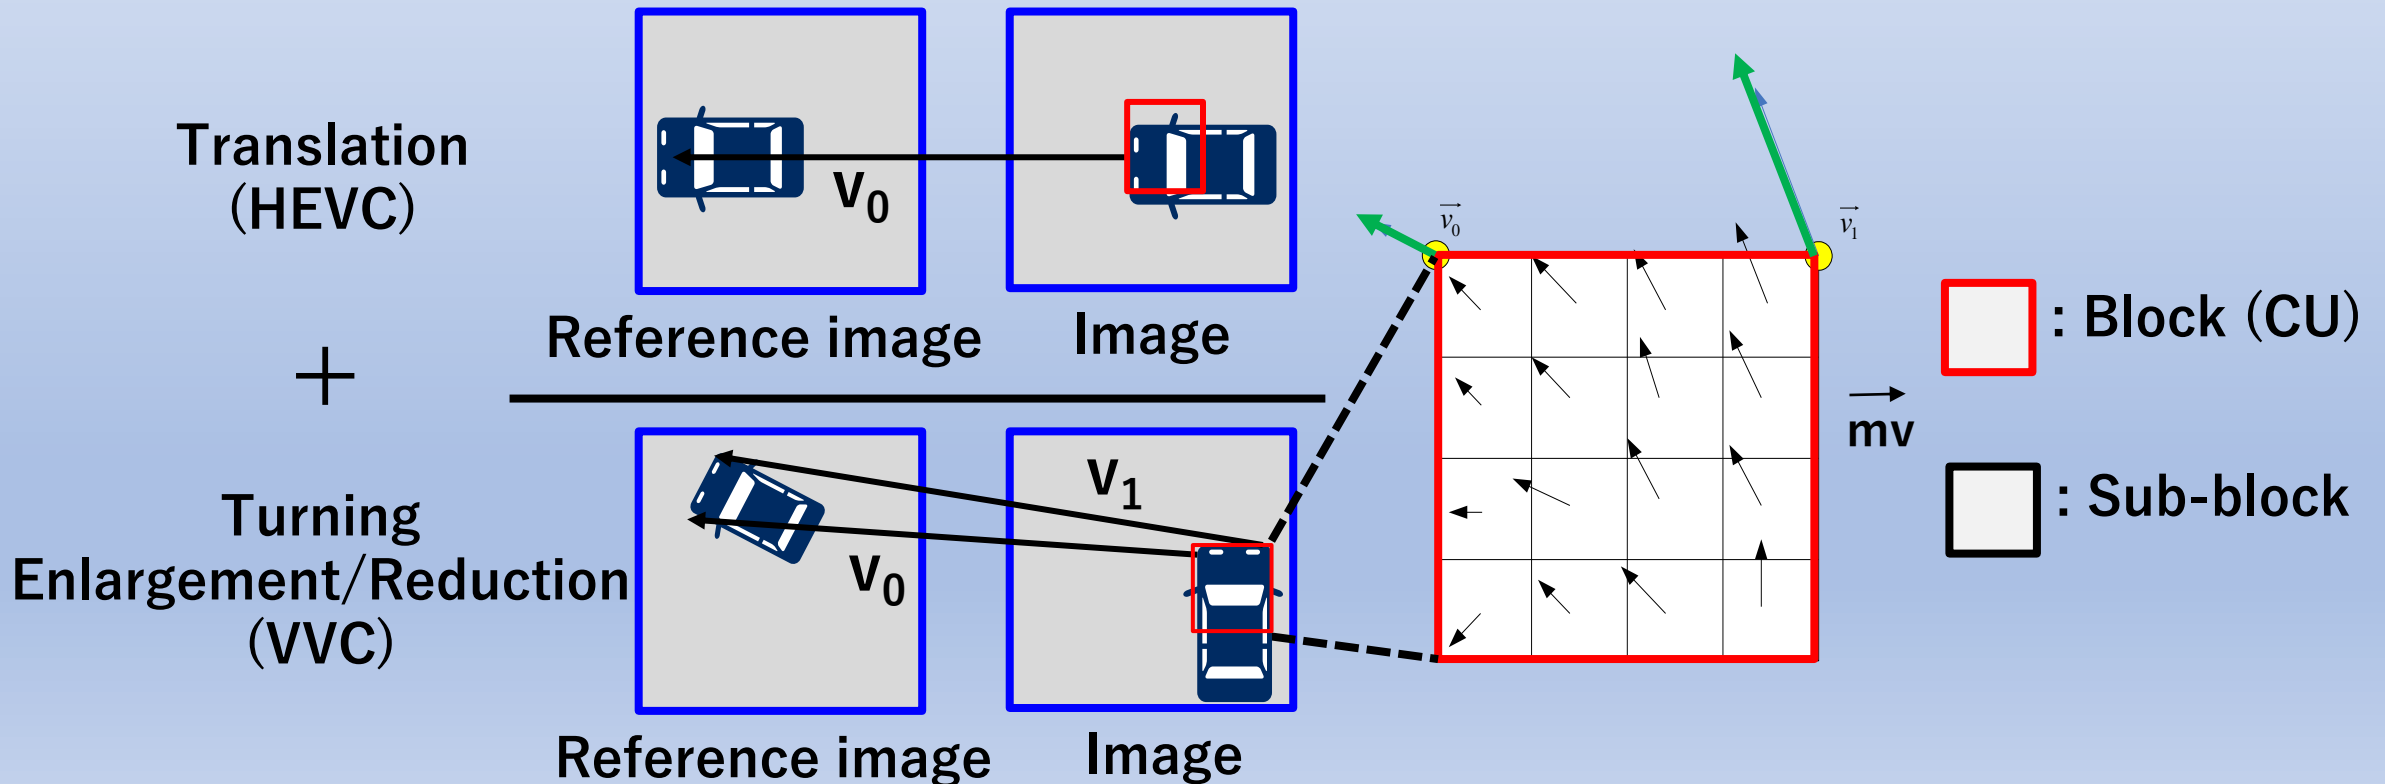 Translation
(HEVC)
+
Turning
Enlargement/Reduction
(VVC)
v₀
Reference image
Image
v₁
v₀
Reference image
Image
v₀
v₁
mv
: Block (CU)
: Sub-block